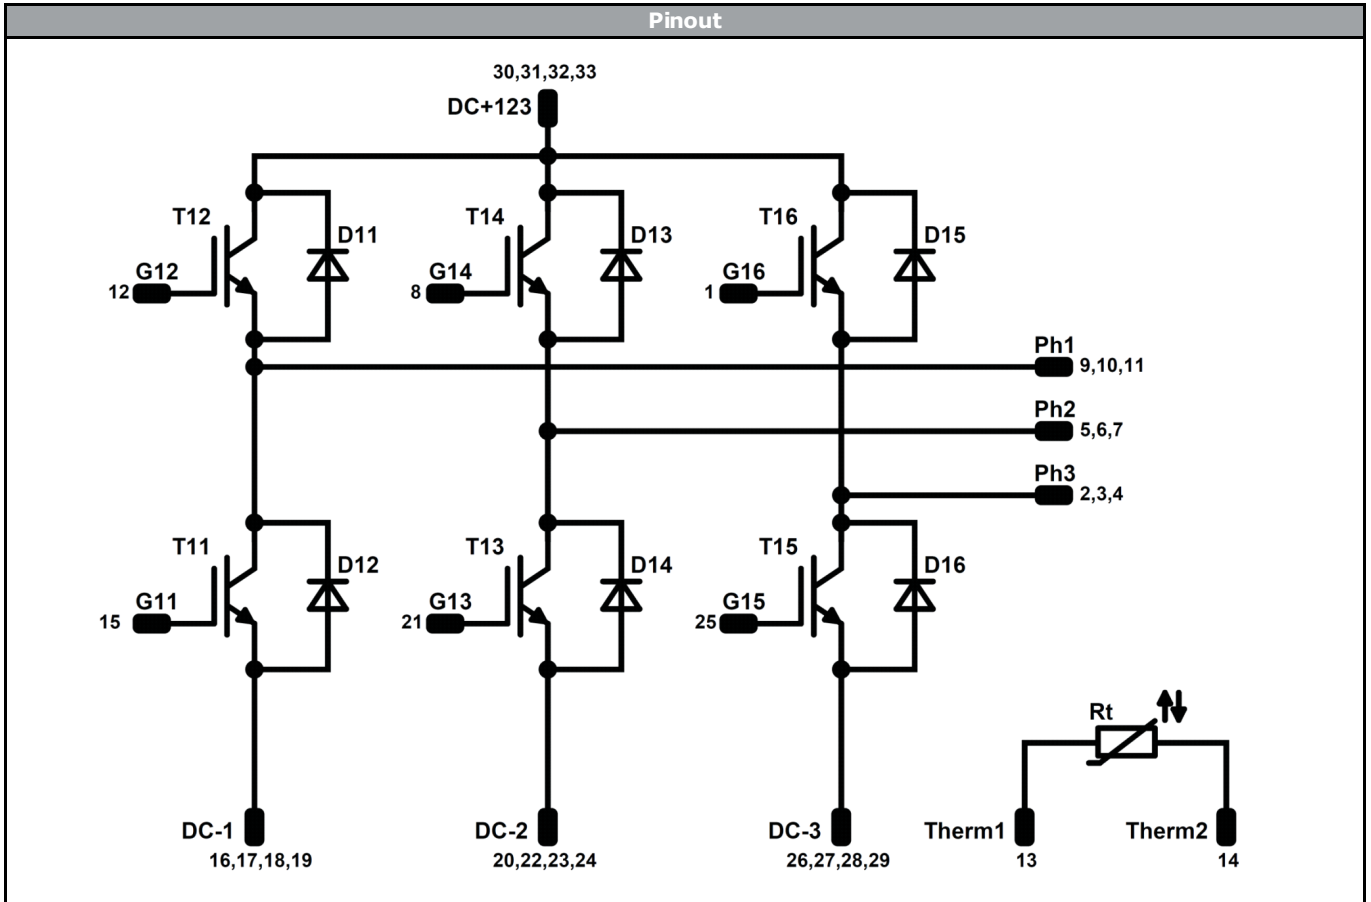 Pinout
30,31,32,33
DC+123
T12
T14
T16
D11
D13
D15
G12
G14
G16
12
8
1
Ph1
9,10,11
Ph2
5,6,7
Ph3
2,3,4
T11
T13
T15
D12
D14
D16
G11
G13
G15
15
21
25
Rt
DC-1
DC-2
DC-3
Therm1
Therm2
16,17,18,19
20,22,23,24
26,27,28,29
13
14